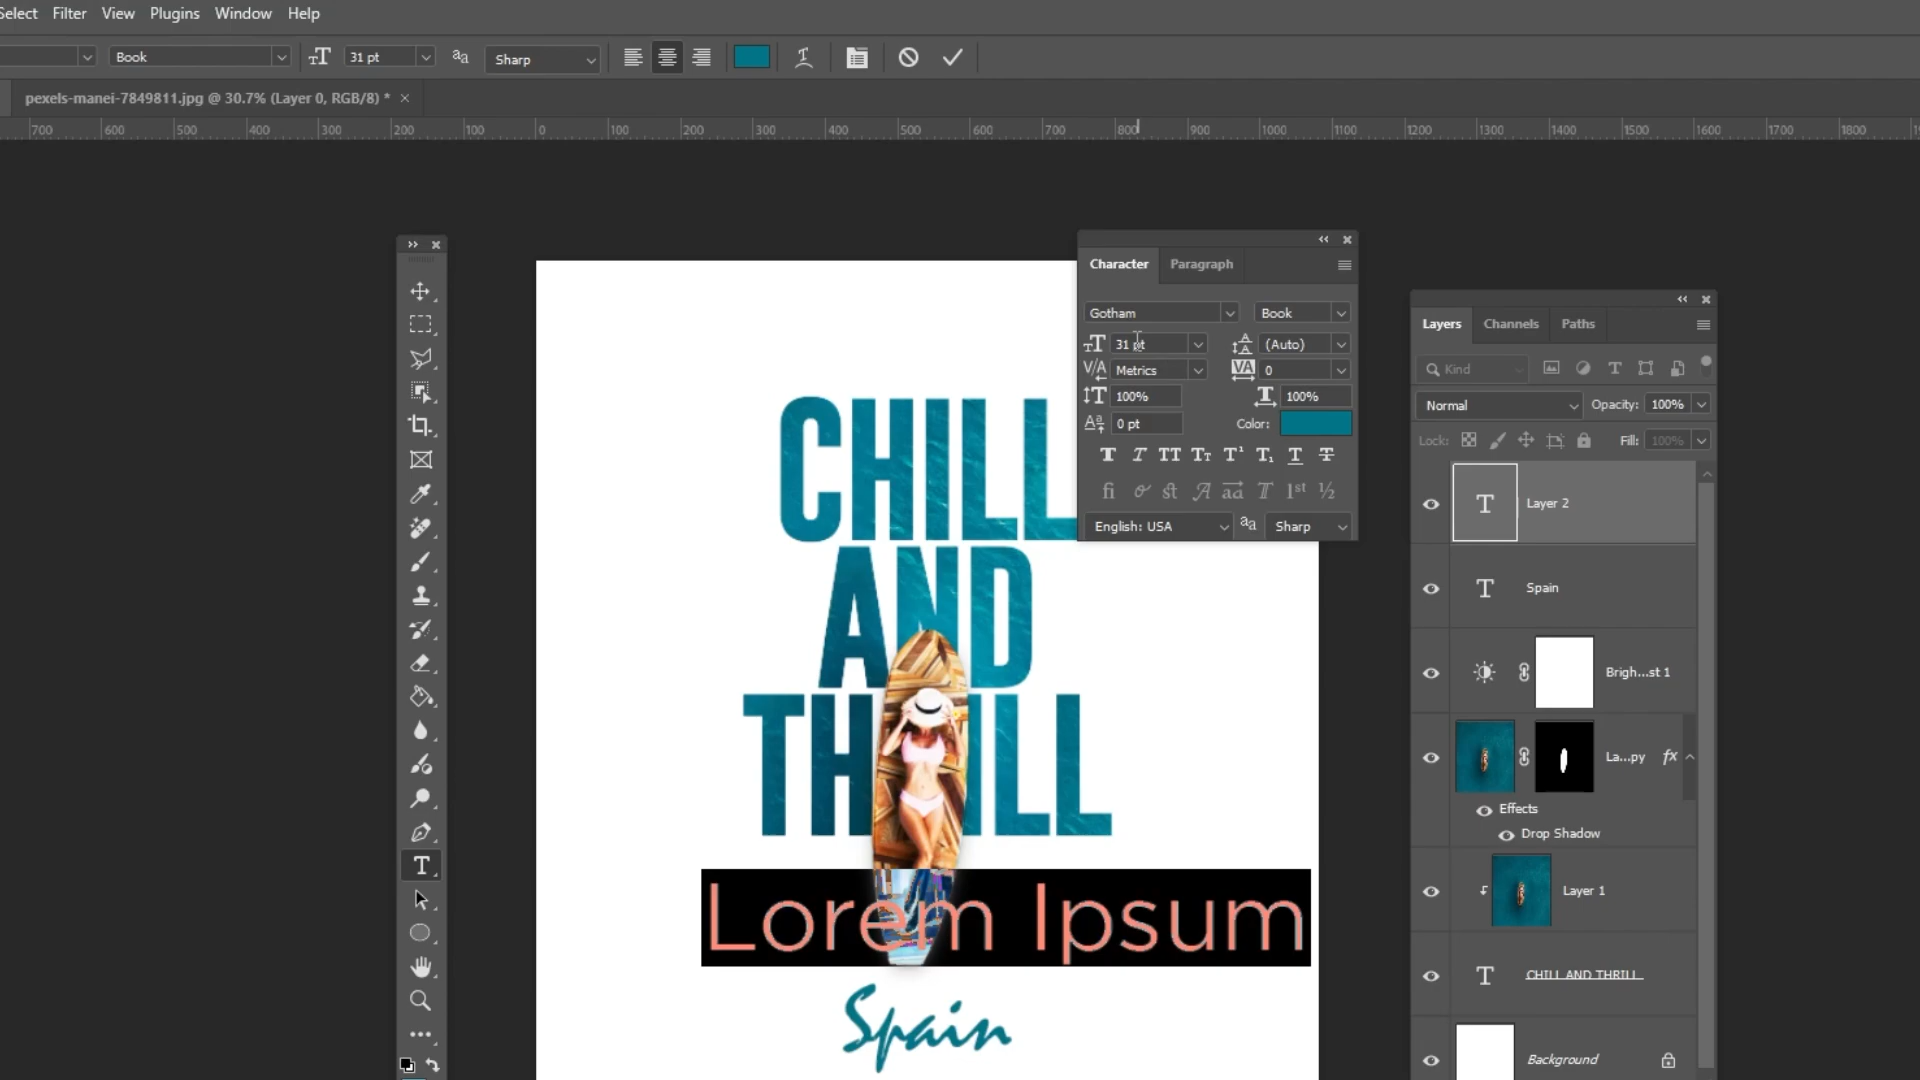 Select Filter View Plugins Window Help
Book 31 pt Sharp
pexels-manei-7849811.jpg @ 30.7% (Layer 0, RGB/8) *
700 600 500 400 300 200 100 0 100 200 300 400 500 600 700 800 900 1000 1100 1200 1300 1400 1500 1600 1700 1800
Character Paragraph
Gotham Book
31 pt (Auto)
Metrics 0
100% 100%
0 pt Color:
English: USA Sharp
Layers Channels Paths
Kind
Normal Opacity: 100%
Lock: Fill: 100%
Layer 2
Spain
Brigh...st 1
La...py fx
Effects
Drop Shadow
Layer 1
CHILL AND THRILL
Background
CHILL
AND
THRILL
Lorem Ipsum
Spain